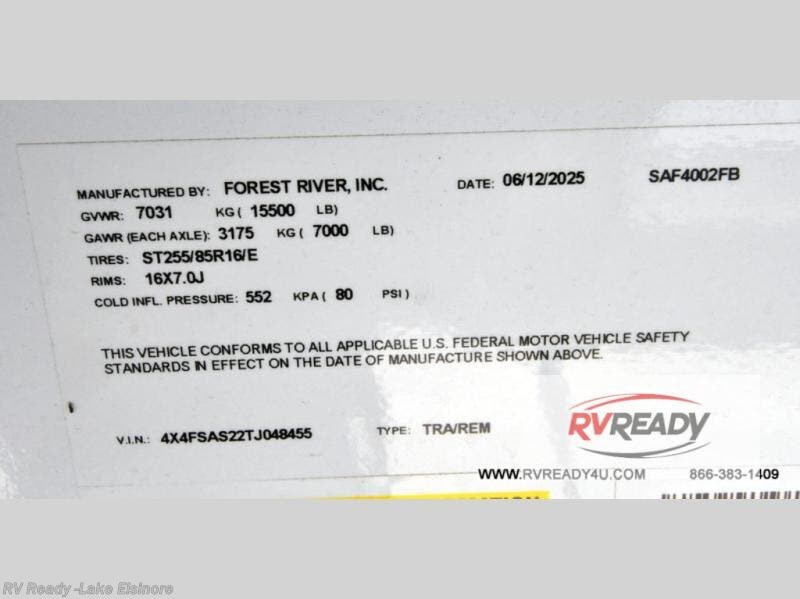 MANUFACTURED BY: FOREST RIVER, INC. DATE: 06/12/2025 SAF4002FB
GVWR: 7031 KG ( 15500 LB)
GAWR (EACH AXLE): 3175 KG ( 7000 LB)
TIRES: ST255/85R16/E
RIMS: 16X7.0J
COLD INFL. PRESSURE: 552 KPA ( 80 PSI)
THIS VEHICLE CONFORMS TO ALL APPLICABLE U.S. FEDERAL MOTOR VEHICLE SAFETY
STANDARDS IN EFFECT ON THE DATE OF MANUFACTURE SHOWN ABOVE.
V.I.N.: 4X4FSAS22TJ048455 TYPE: TRA/REM
RVREADY
WWW.RVREADY4U.COM 866-383-1409
RV Ready -Lake Elsinore